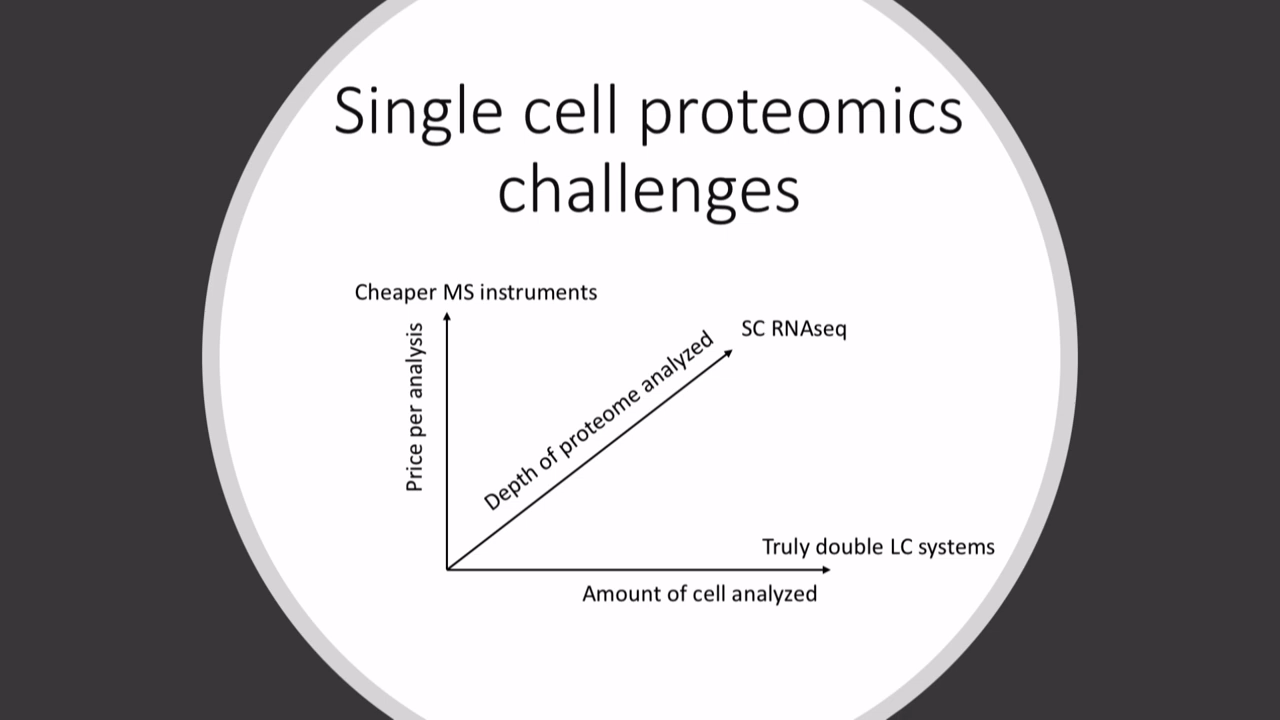 Single cell proteomics
challenges
Cheaper MS instruments
Price per analysis
Depth of proteome analyzed
SC RNAseq
Truly double LC systems
Amount of cell analyzed